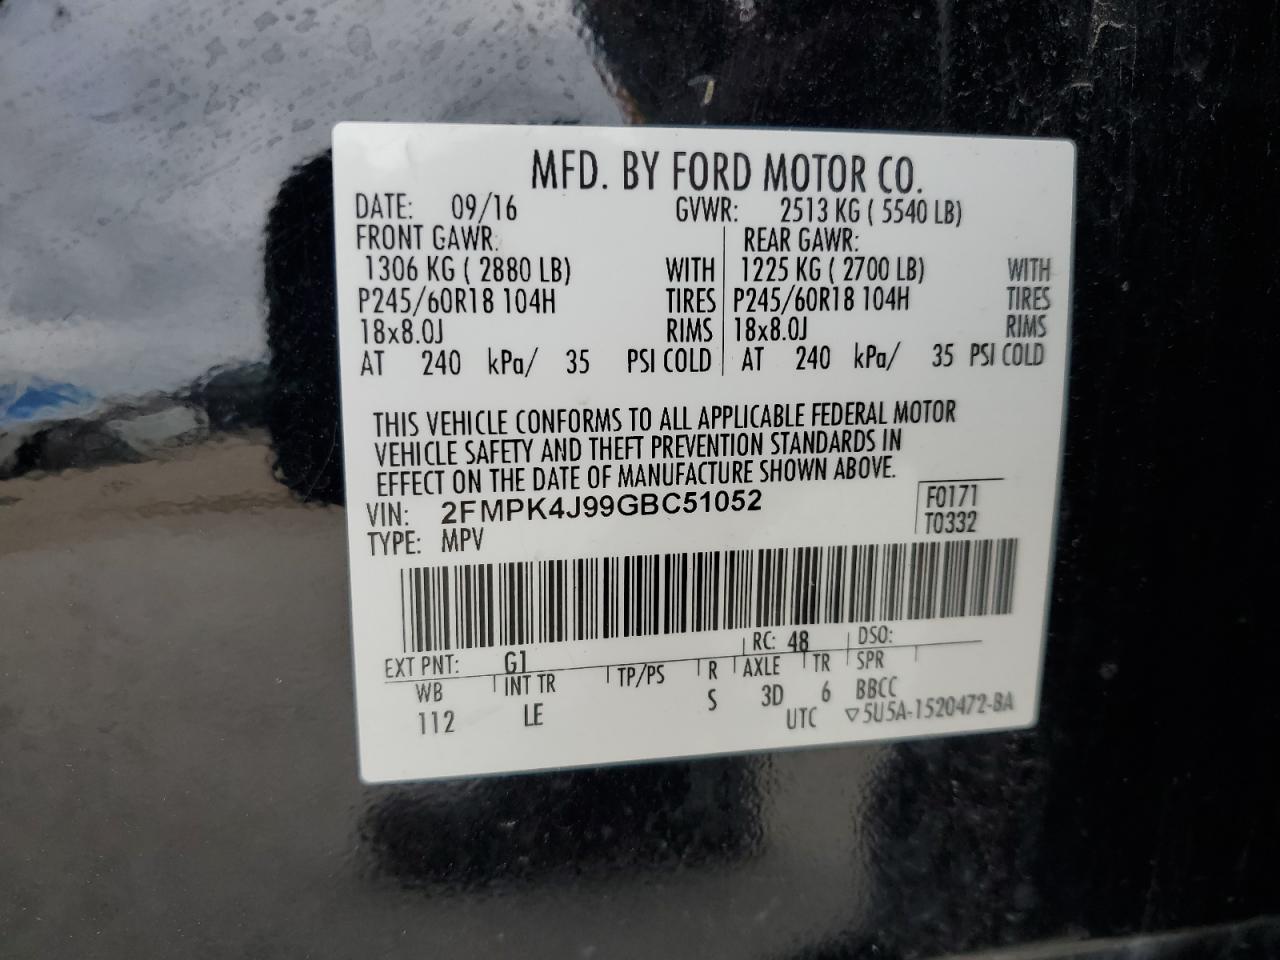 MFD. BY FORD MOTOR CO.
DATE: 09/16 GVWR: 2513 KG ( 5540 LB)
FRONT GAWR: REAR GAWR:
1306 KG ( 2880 LB) WITH 1225 KG ( 2700 LB) WITH
P245/60R18 104H TIRES P245/60R18 104H TIRES
18x8.0J RIMS 18x8.0J RIMS
AT 240 kPa/ 35 PSI COLD AT 240 kPa/ 35 PSI COLD
THIS VEHICLE CONFORMS TO ALL APPLICABLE FEDERAL MOTOR
VEHICLE SAFETY AND THEFT PREVENTION STANDARDS IN
EFFECT ON THE DATE OF MANUFACTURE SHOWN ABOVE.
VIN: 2FMPK4J99GBC51052 F0171
TYPE: MPV T0332
EXT PNT: G1 RC: 48 DSO:
WB INT TR TP/PS R AXLE TR SPR
112 LE S 3D 6 BBCC
UTC ▽5U5A-1520472-BA